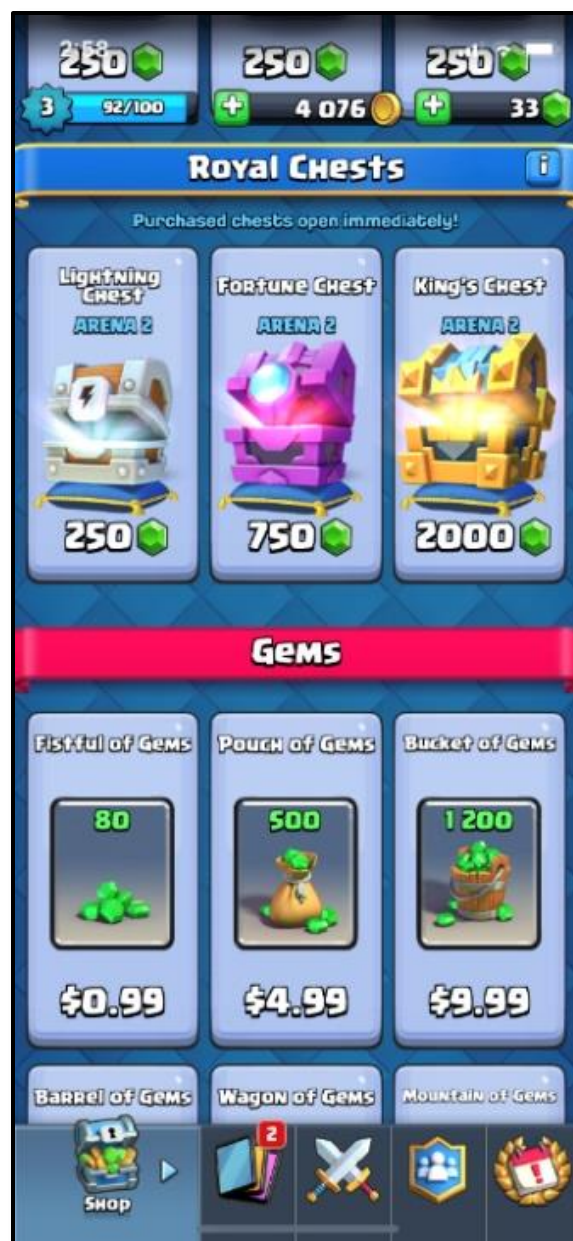 2:58
250 250 250
3 92/100 4 076 33
Royal Chests i
Purchased chests open immediately!
Lightning Chest
ARENA 2
250
Fortune Chest
ARENA 2
750
King's Chest
ARENA 2
2000
Gems
Fistful of Gems
80
$0.99
Pouch of Gems
500
$4.99
Bucket of Gems
1 200
$9.99
Barrel of Gems Wagon of Gems Mountain of Gems
2
Shop